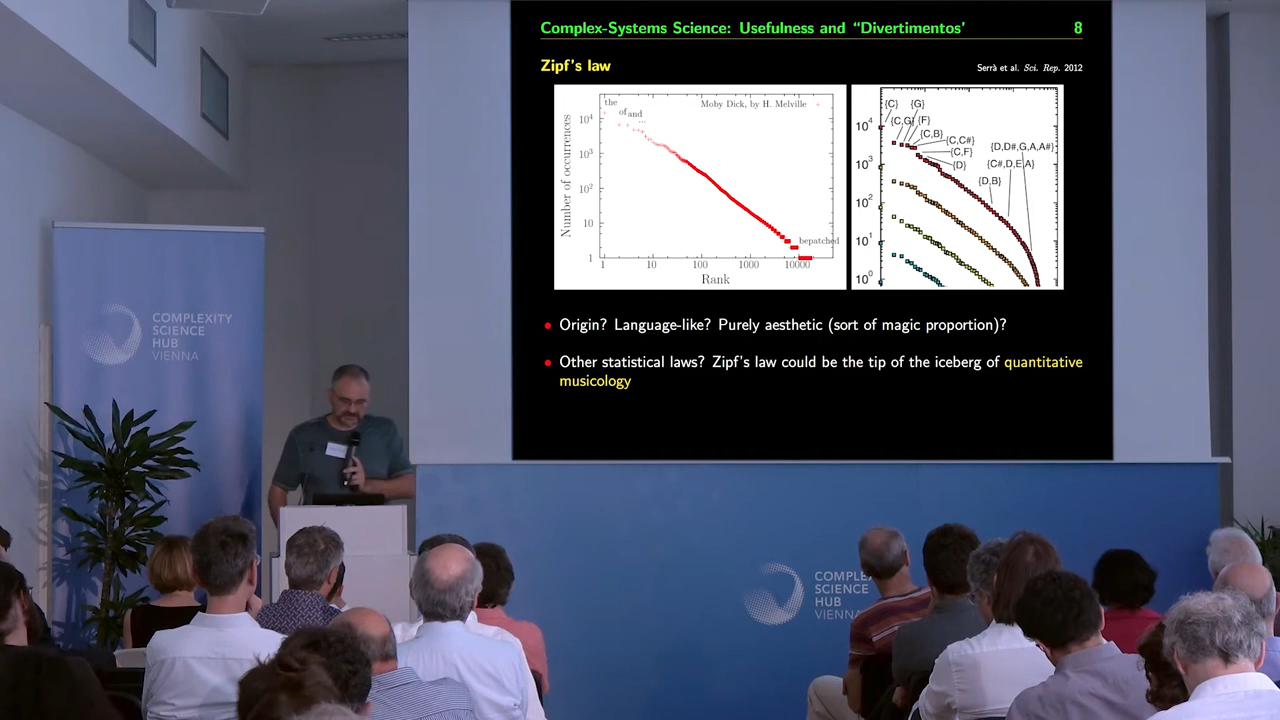 Complex-Systems Science: Usefulness and “Divertimentos’ 8
Zipf’s law
Serrà et al. Sci. Rep. 2012
Moby Dick, by H. Melville
the
of and
...
bepatched
Number of occurrences
10⁴
10³
10²
10
1
1 10 100 1000 10000
Rank
{C} {G}
{C,G} {F}
{C,B}
{C,C#}
{C,F}
{D}
{D,D#,G,A,A#}
{C#,D,E,A}
{D,B}
10⁴
10³
10²
10¹
10⁰
• Origin? Language-like? Purely aesthetic (sort of magic proportion)?
• Other statistical laws? Zipf’s law could be the tip of the iceberg of quantitative
musicology
COMPLEXITY
SCIENCE
HUB
VIENNA
COMPLE
SCIENCE
HUB
VIENNA